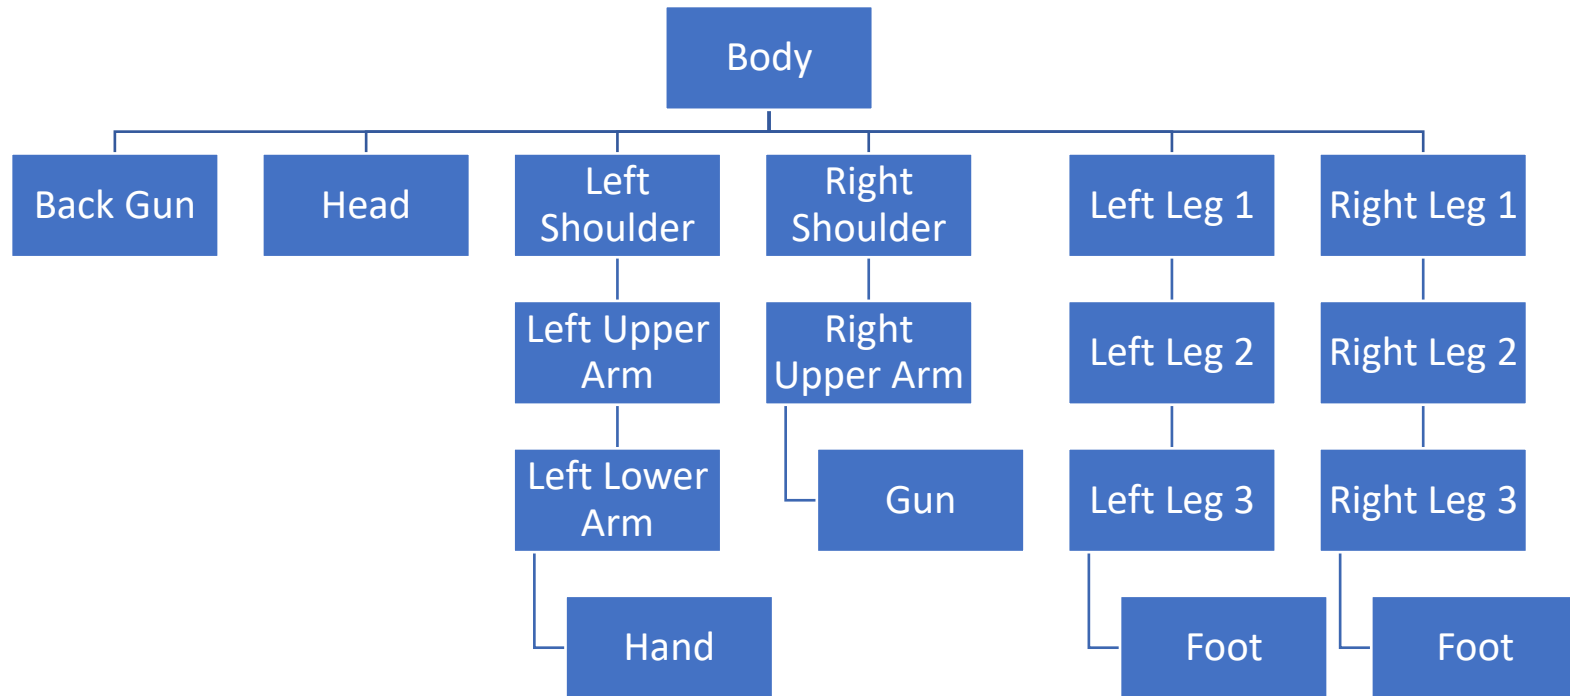 Body
Back Gun
Head
Left
Shoulder
Right
Shoulder
Left Leg 1
Right Leg 1
Left Upper
Arm
Right
Upper Arm
Left Leg 2
Right Leg 2
Left Lower
Arm
Gun
Left Leg 3
Right Leg 3
Hand
Foot
Foot